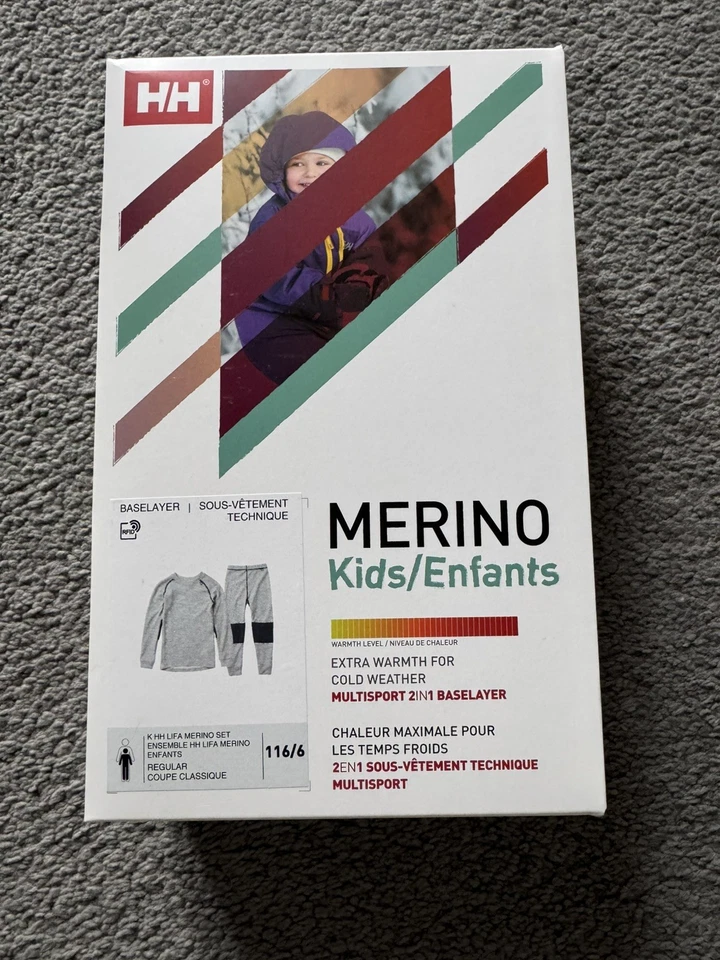 HH®
BASELAYER | SOUS-VÊTEMENT
TECHNIQUE
RFID
MERINO
Kids/Enfants
WARMTH LEVEL / NIVEAU DE CHALEUR
EXTRA WARMTH FOR
COLD WEATHER
MULTISPORT 2IN1 BASELAYER
K HH LIFA MERINO SET
ENSEMBLE HH LIFA MERINO
ENFANTS
REGULAR
COUPE CLASSIQUE
116/6
CHALEUR MAXIMALE POUR
LES TEMPS FROIDS
2EN1 SOUS-VÊTEMENT TECHNIQUE
MULTISPORT